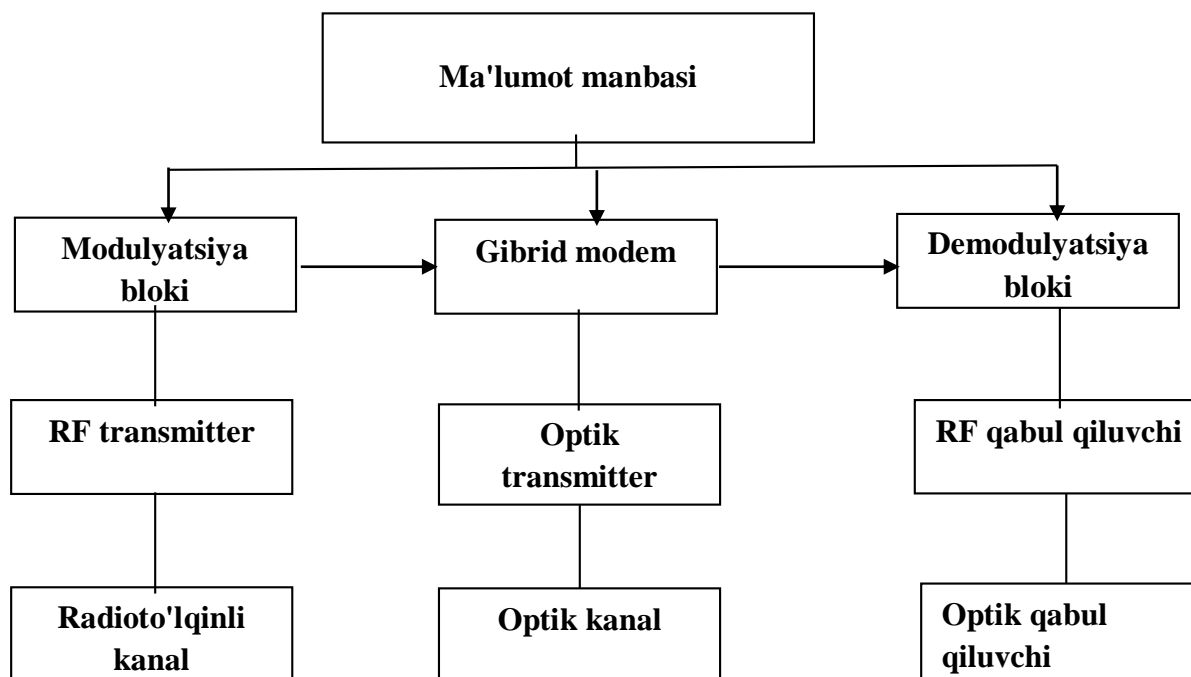 Ma'lumot manbasi
Modulyatsiya
bloki
Gibrid modem
Demodulyatsiya
bloki
RF transmitter
Optik
transmitter
RF qabul qiluvchi
Radioto'lqinli
kanal
Optik kanal
Optik qabul
qiluvchi